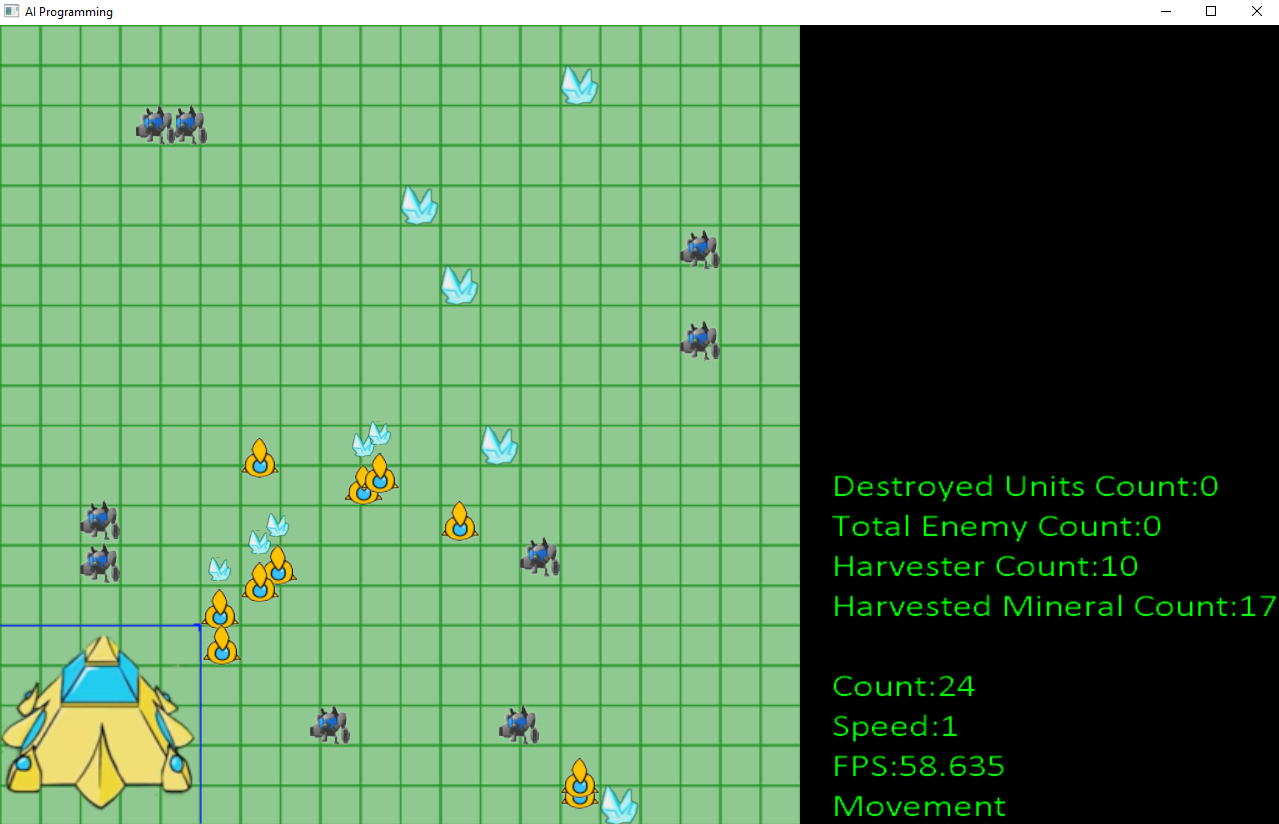 AI Programming
Destroyed Units Count:0
Total Enemy Count:0
Harvester Count:10
Harvested Mineral Count:17
Count:24
Speed:1
FPS:58.635
Movement